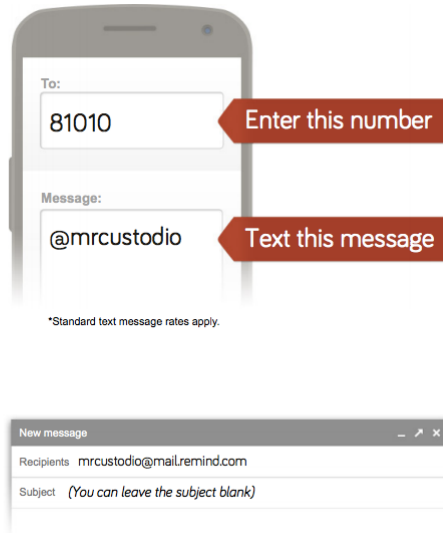 To:
81010
Enter this number
Message:
@mrcustodio
Text this message
*Standard text message rates apply.
New message
Recipients mrcustodio@mail.remind.com
Subject (You can leave the subject blank)